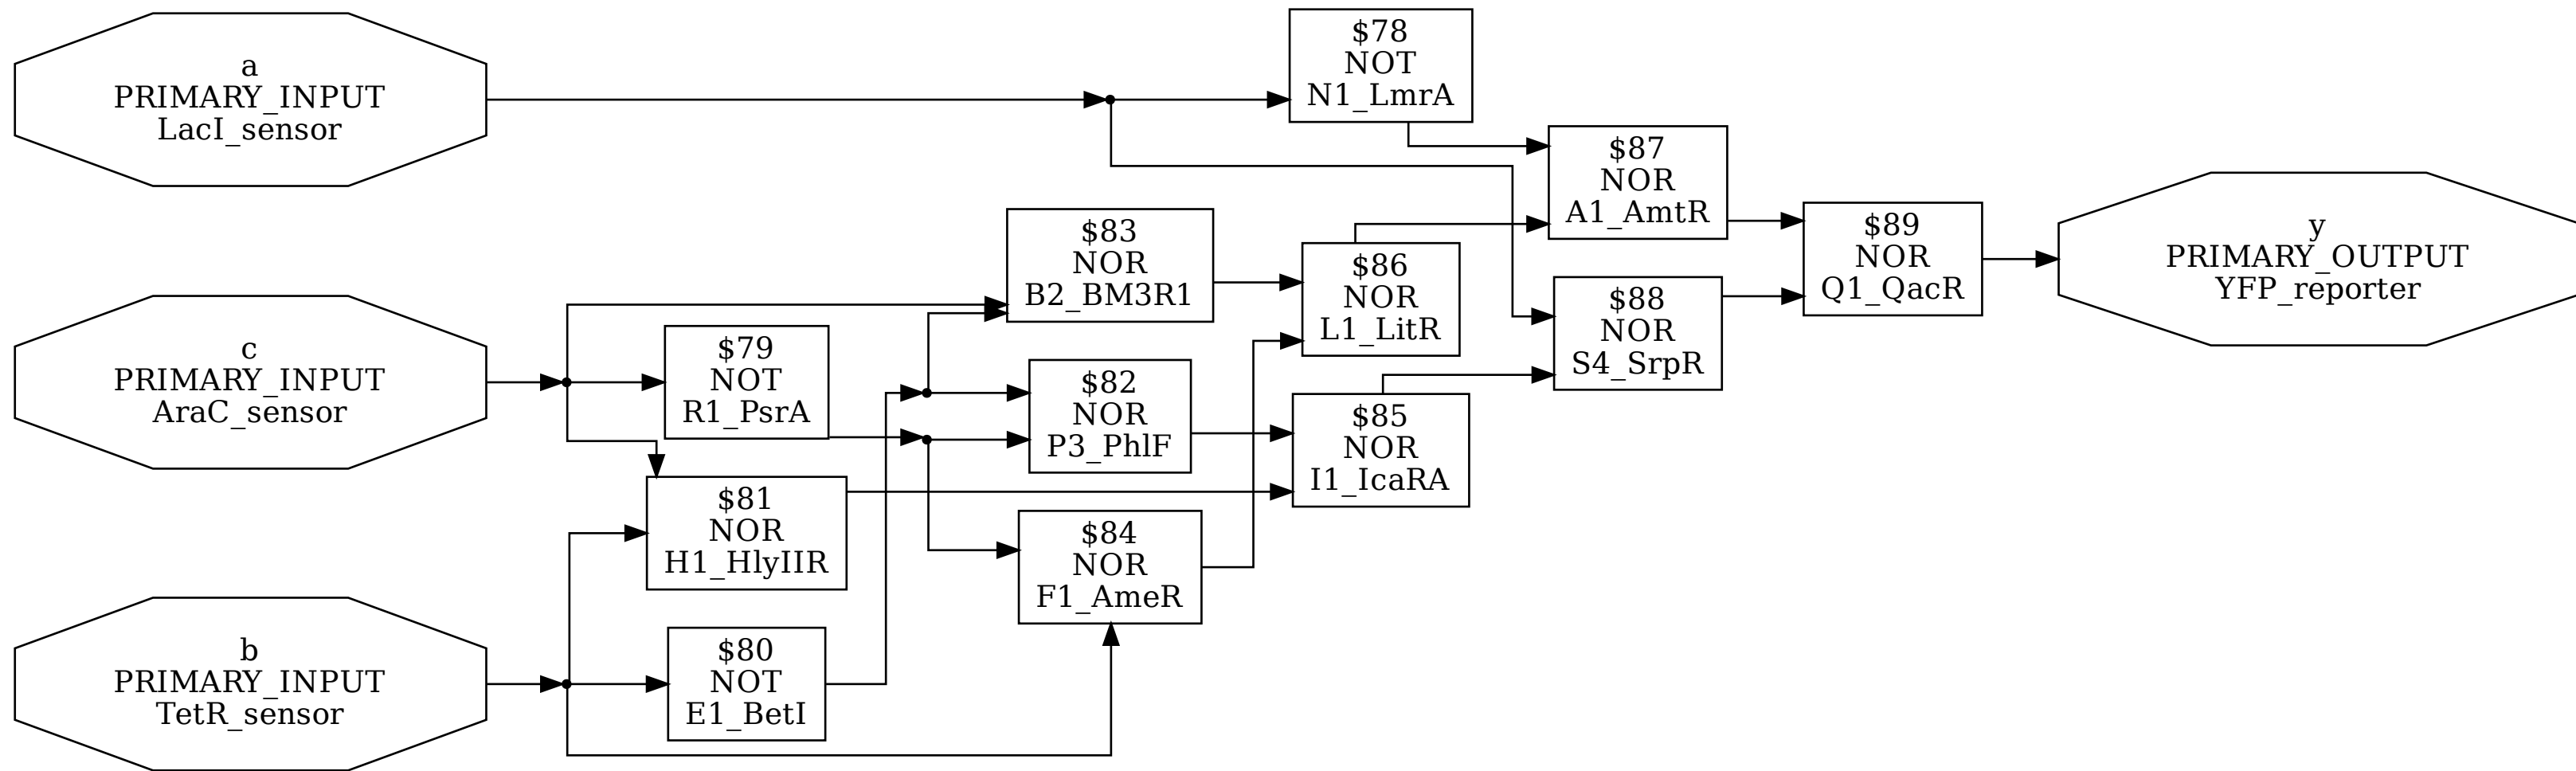 a
PRIMARY_INPUT
LacI_sensor
$78
NOT
N1_LmrA
$87
NOR
A1_AmtR
$83
NOR
B2_BM3R1
$86
NOR
L1_LitR
$89
NOR
Q1_QacR
y
PRIMARY_OUTPUT
YFP_reporter
c
PRIMARY_INPUT
AraC_sensor
$79
NOT
R1_PsrA
$82
NOR
P3_PhlF
$88
NOR
S4_SrpR
$85
NOR
I1_IcaRA
$81
NOR
H1_HlyIIR
$84
NOR
F1_AmeR
b
PRIMARY_INPUT
TetR_sensor
$80
NOT
E1_BetI